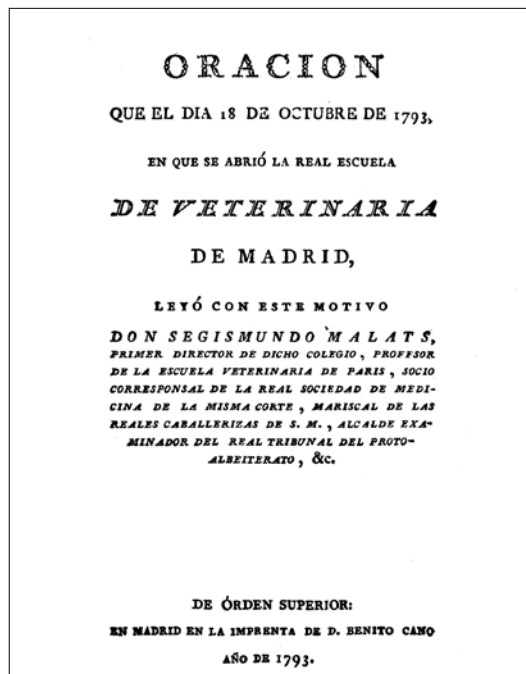 ORACION
QUE EL DIA 18 DE OCTUBRE DE 1793,
EN QUE SE ABRIÓ LA REAL ESCUELA
DE VETERINARIA
DE MADRID,
LEYÓ CON ESTE MOTIVO
DON SEGISMUNDO MALATS,
PRIMER DIRECTOR DE DICHO COLEGIO, PROFFSOR
DE LA ESCUELA VETERINARIA DE PARIS, SOCIO
CORRESPONSAL DE LA REAL SOCIEDAD DE MEDI-
CINA DE LA MISMA CORTE, MARISCAL DE LAS
REALES CABALLERIZAS DE S. M., ALCALDE EXA-
MINADOR DEL REAL TRIBUNAL DEL PROTO-
ALBEITERATO, &c.
DE ÓRDEN SUPERIOR:
EN MADRID EN LA IMPRENTA DE D. BENITO CANO
AÑO DE 1793.